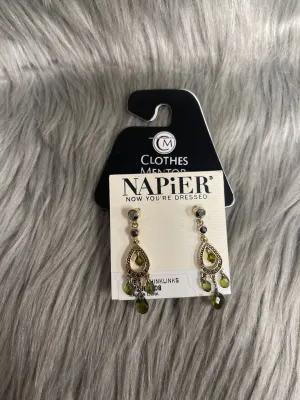 CM
CLOTHES
MENTOR
NAPiER
NOW YOU'RE DRESSED